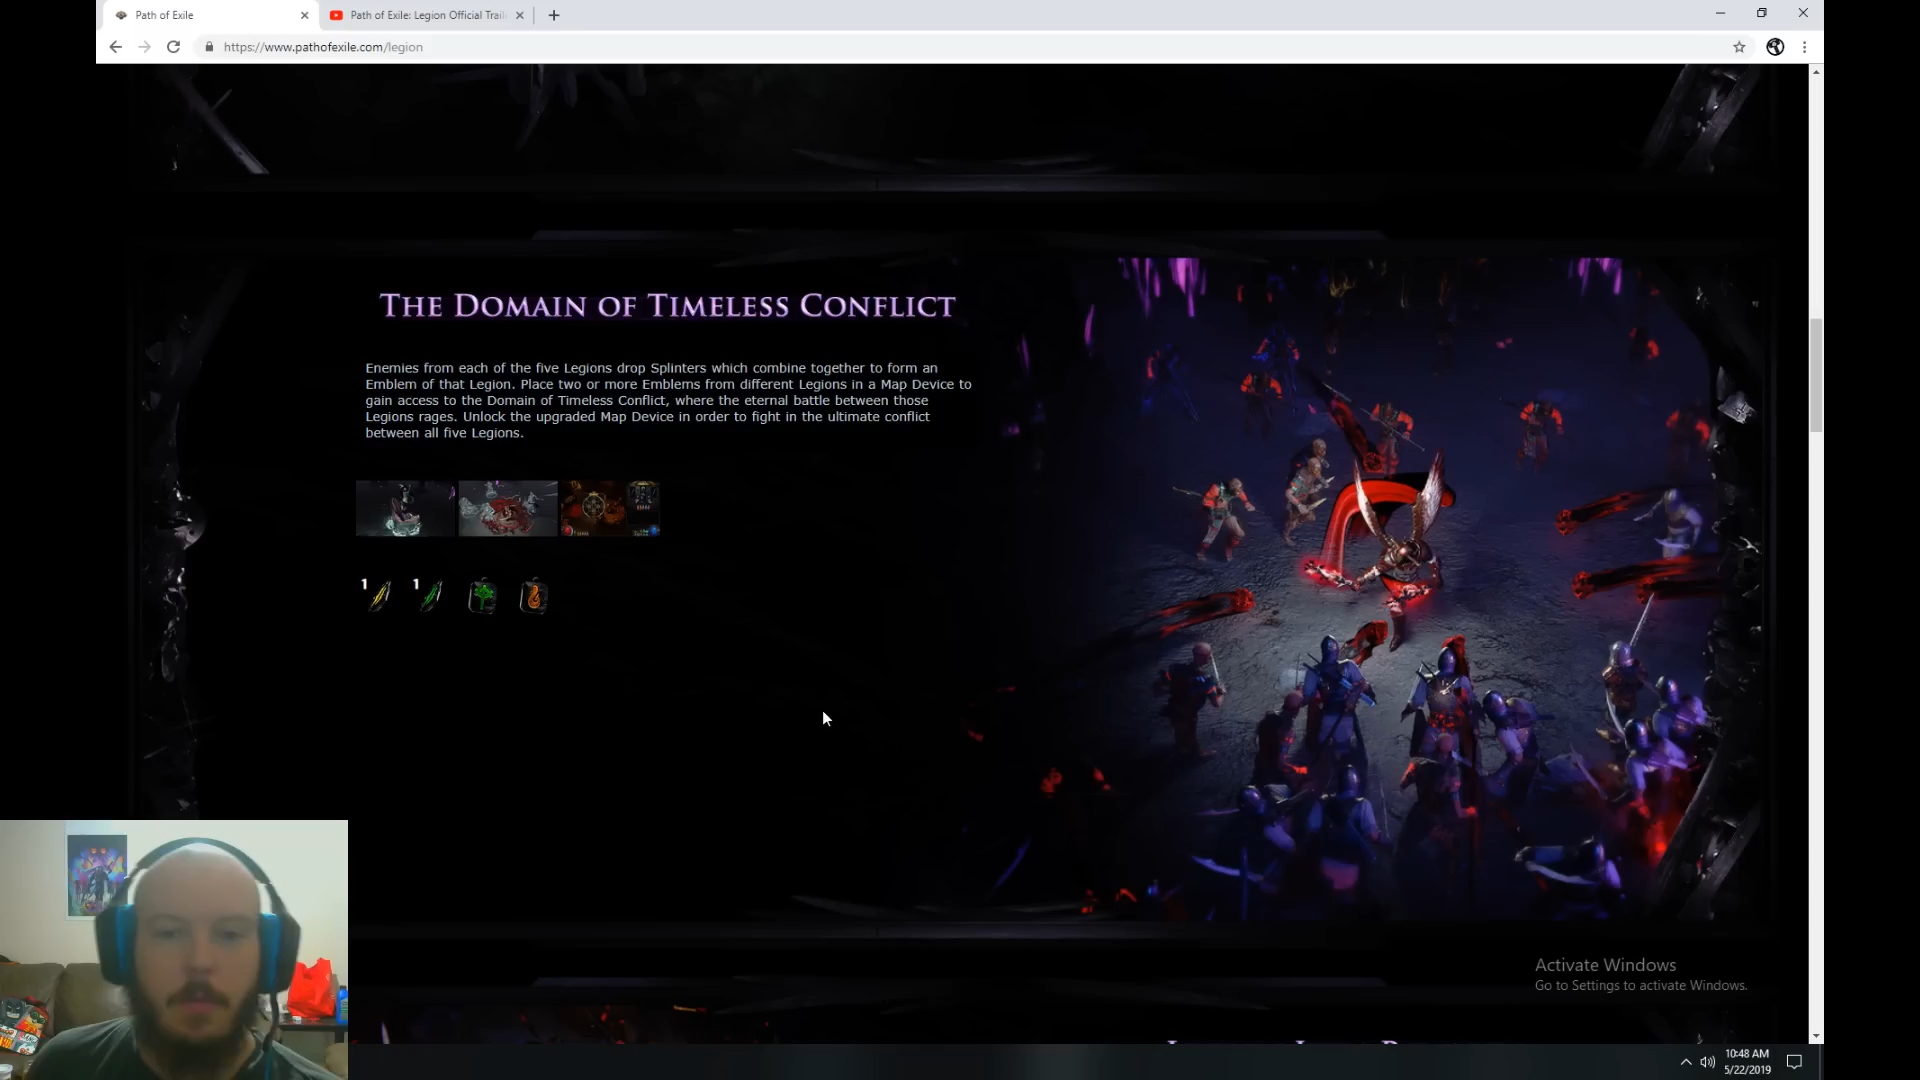 Path of Exile
Path of Exile: Legion Official Trail
https://www.pathofexile.com/legion
THE DOMAIN OF TIMELESS CONFLICT
Enemies from each of the five Legions drop Splinters which combine together to form an
Emblem of that Legion. Place two or more Emblems from different Legions in a Map Device to
gain access to the Domain of Timeless Conflict, where the eternal battle between those
Legions rages. Unlock the upgraded Map Device in order to fight in the ultimate conflict
between all five Legions.
1 1
Activate Windows
Go to Settings to activate Windows.
10:48 AM
5/22/2019